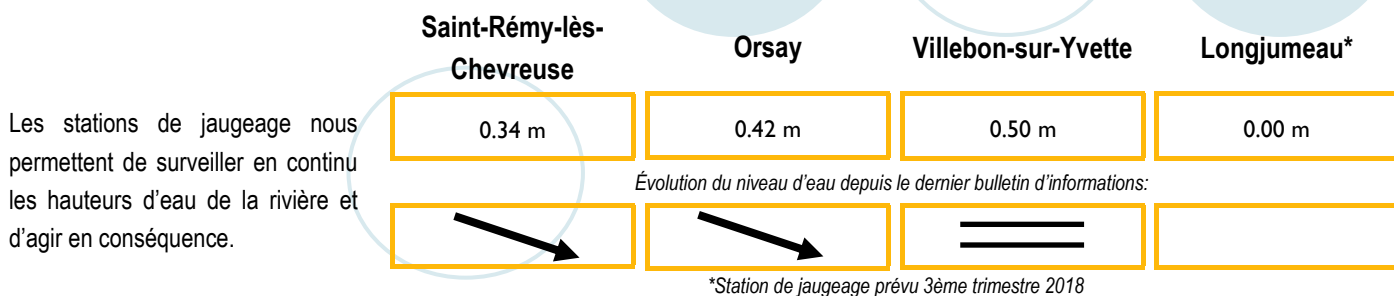 Saint-Rémy-lès-
Chevreuse
Orsay
Villebon-sur-Yvette
Longjumeau*
Les stations de jaugeage nous
permettent de surveiller en continu
les hauteurs d'eau de la rivière et
d'agir en conséquence.
0.34 m
0.42 m
0.50 m
0.00 m
Évolution du niveau d'eau depuis le dernier bulletin d'informations:
*Station de jaugeage prévu 3ème trimestre 2018